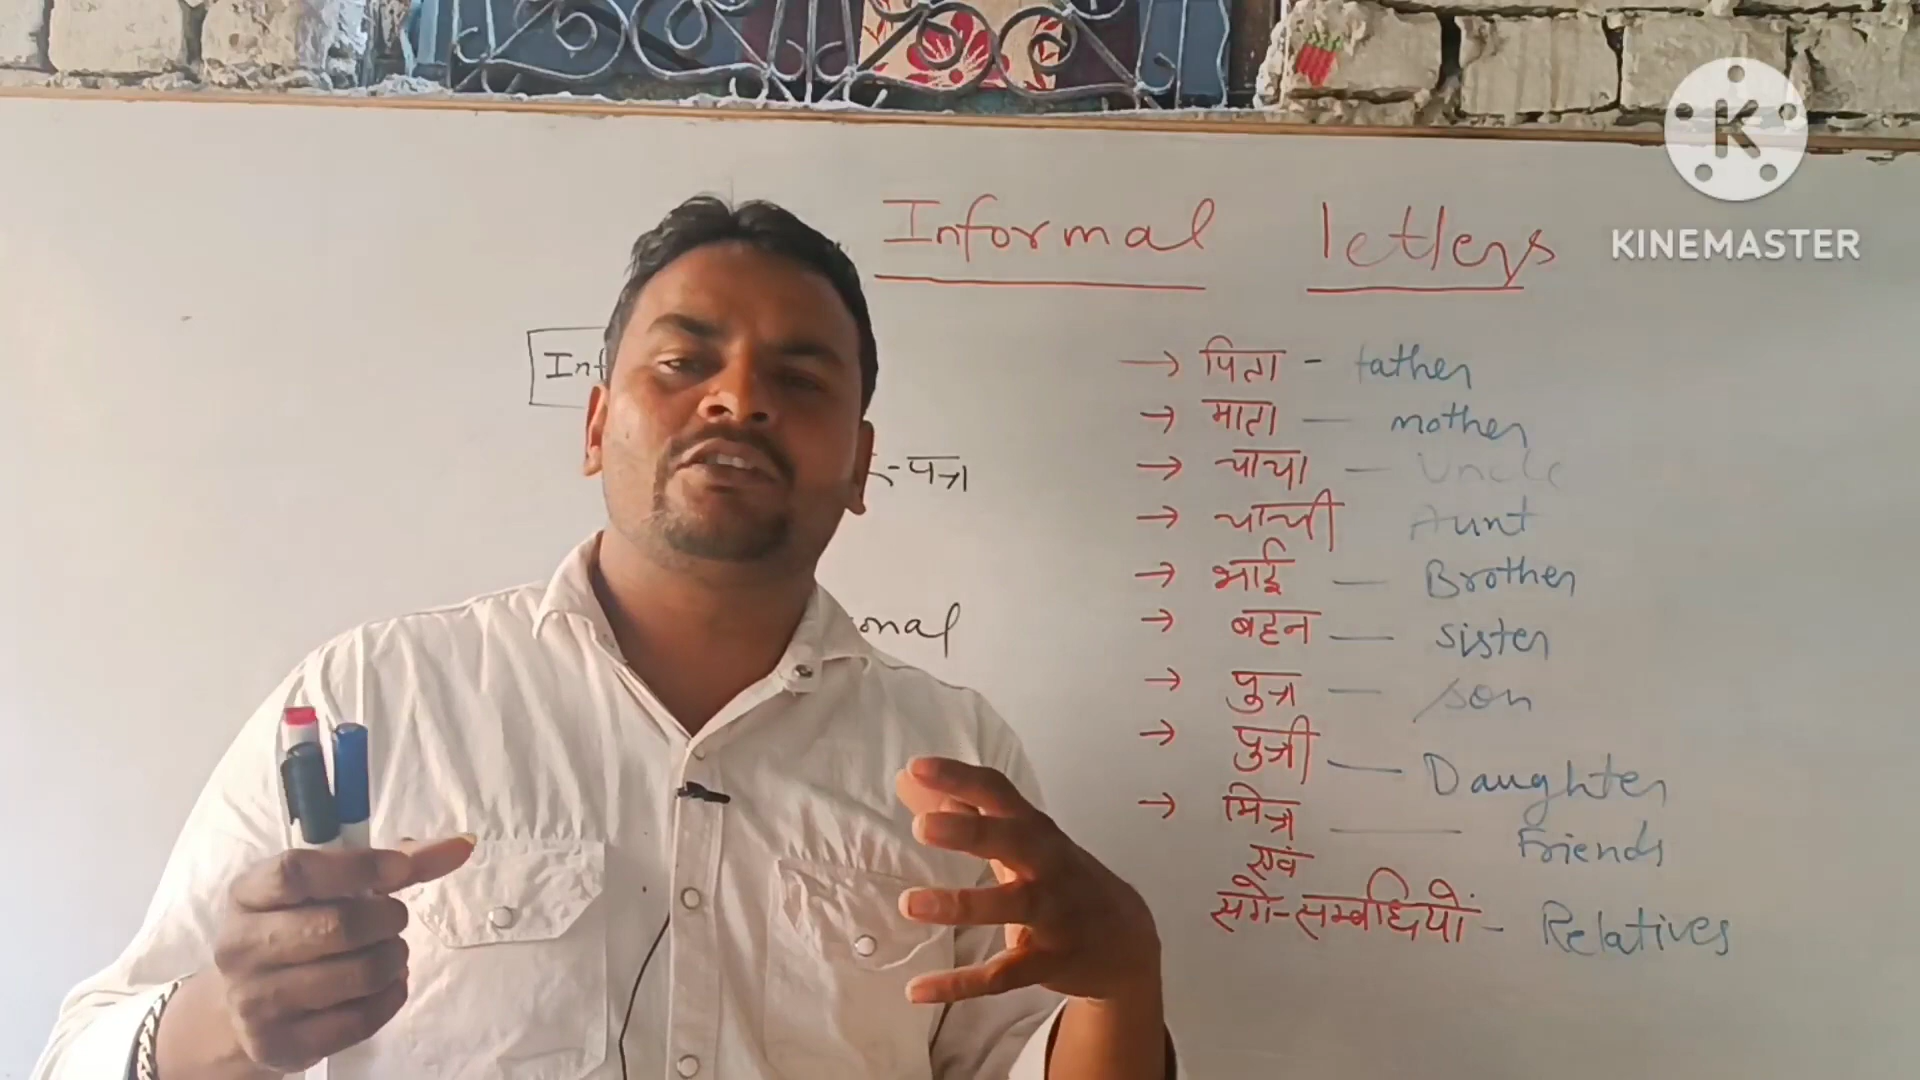 KINEMASTER
Informal letters
Inf
→ पिता - father
→ माता — mother
→ चाचा — Uncle
-पत्र
→ चाची Aunt
→ भाई — Brother
→ बहन — sister
onal
→ पुत्र — son
→ पुत्री — Daughter
→ मित्र — Friends
एवं
सगे-सम्बंधियों - Relatives